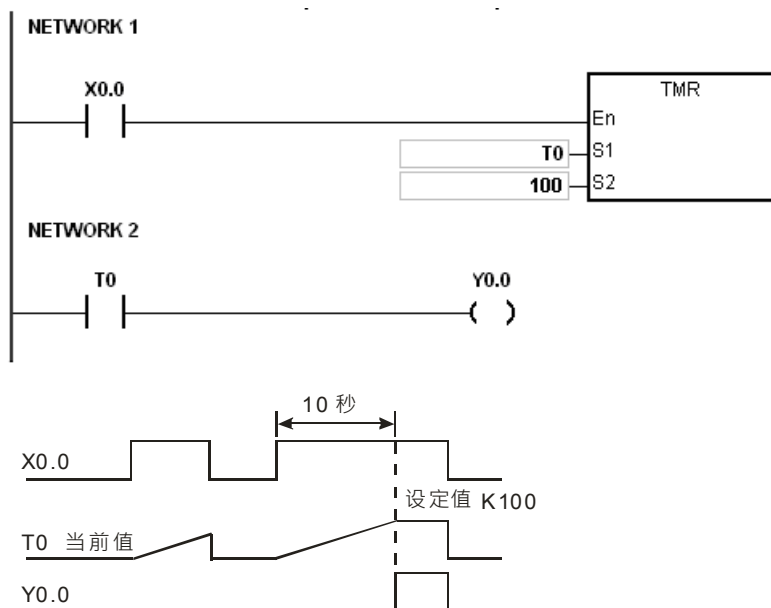 NETWORK 1
X0.0
TMR
En
T0 S1
100 S2
NETWORK 2
T0 Y0.0
10 秒
X0.0
设定值 K100
T0 当前值
Y0.0